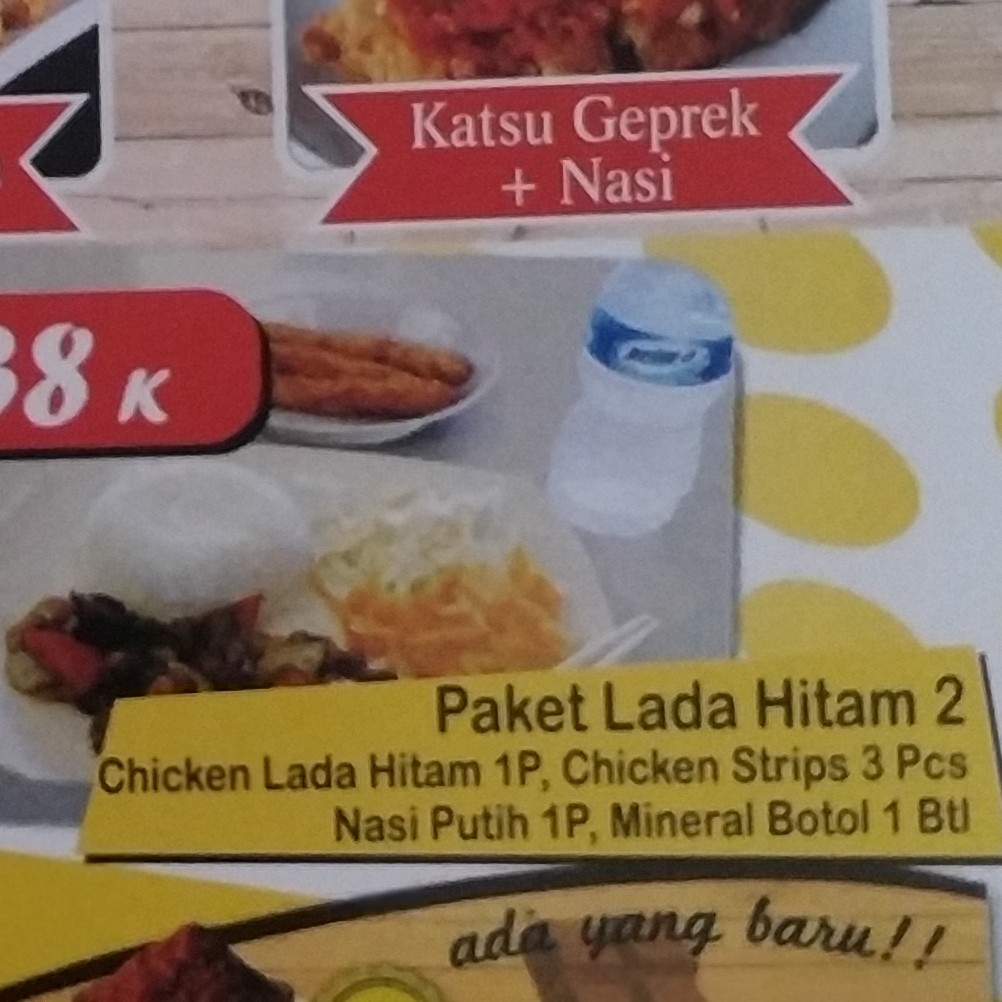 Katsu Geprek
+ Nasi
38 K
Paket Lada Hitam 2
Chicken Lada Hitam 1P, Chicken Strips 3 Pcs
Nasi Putih 1P, Mineral Botol 1 Btl
ada yang baru!!